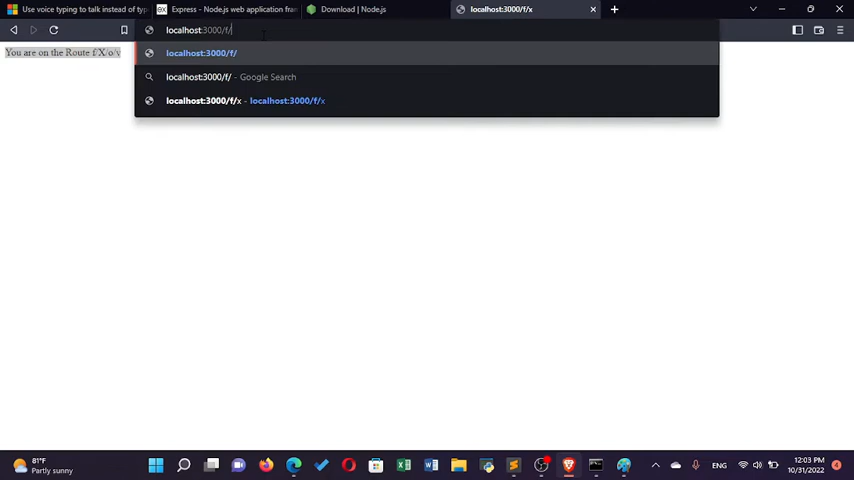 Use voice typing to talk instead of typ
Express - Node.js web application fran
Download | Node.js
localhost:3000/f/x
localhost:3000/f/
You are on the Route f/X/o/v
localhost:3000/f/
localhost:3000/f/ - Google Search
localhost:3000/f/x - localhost:3000/f/x
81°F
Partly sunny
ENG
12:03 PM
10/31/2022
4